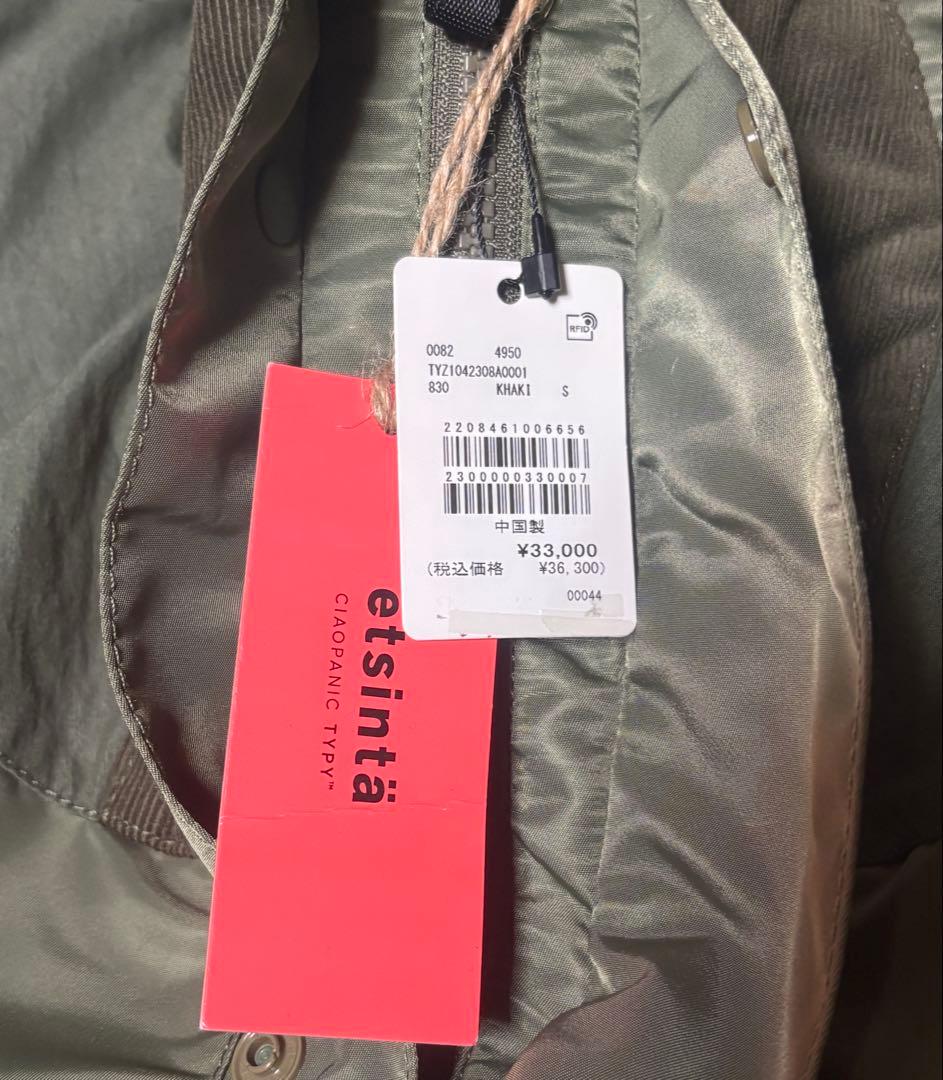 RFID
0082 4950
TYZ1042308A0001
830 KHAKI S
2208461006656
2300000330007
中国製
¥33,000
(税込価格 ¥36,300)
00044
etsintä
CIAOPANIC TYPY™